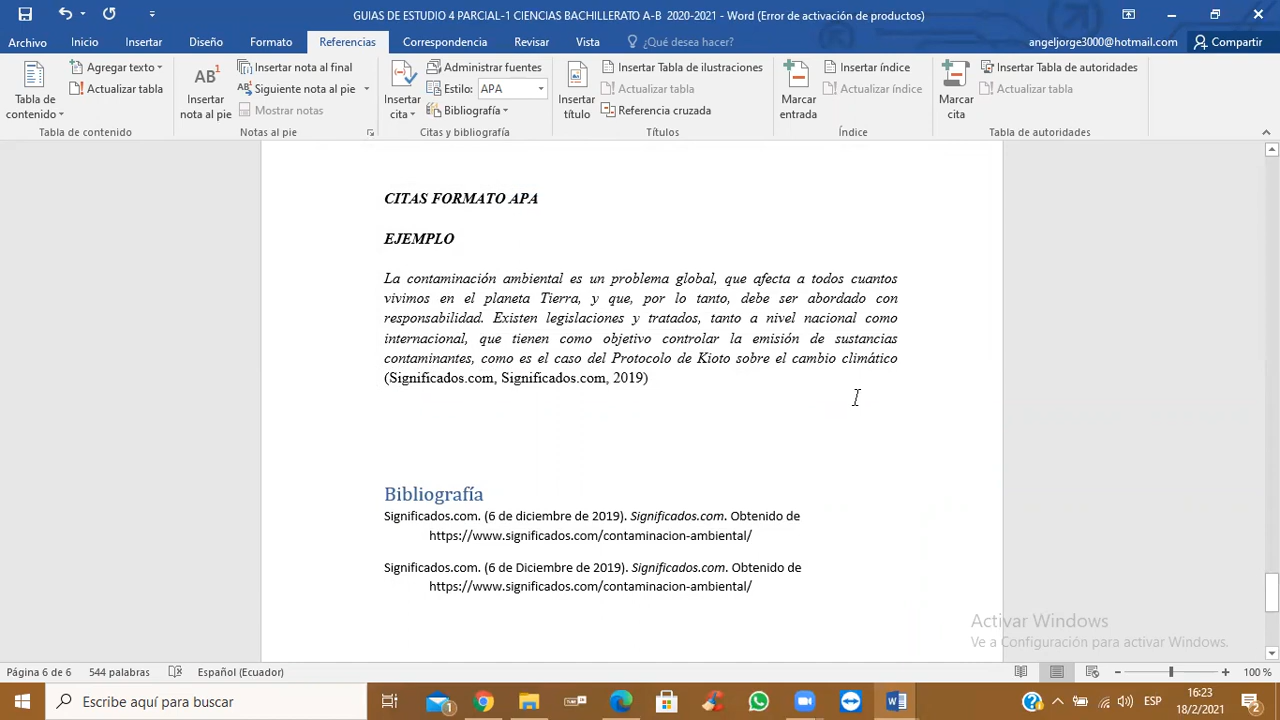 GUIAS DE ESTUDIO 4 PARCIAL-1 CIENCIAS BACHILLERATO A-B 2020-2021 - Word (Error de activación de productos)
Archivo Inicio Insertar Diseño Formato Referencias Correspondencia Revisar Vista ¿Qué desea hacer? angeljorge3000@hotmail.com Compartir
Tabla de contenido
Agregar texto
Actualizar tabla
Tabla de contenido
AB¹ Insertar nota al pie
Insertar nota al final
Siguiente nota al pie
Mostrar notas
Notas al pie
Insertar cita
Administrar fuentes
Estilo: APA
Bibliografía
Citas y bibliografía
Insertar título
Insertar Tabla de ilustraciones
Actualizar tabla
Referencia cruzada
Títulos
Marcar entrada
Insertar índice
Actualizar índice
Índice
Marcar cita
Insertar Tabla de autoridades
Actualizar tabla
Tabla de autoridades
CITAS FORMATO APA
EJEMPLO
La contaminación ambiental es un problema global, que afecta a todos cuantos
vivimos en el planeta Tierra, y que, por lo tanto, debe ser abordado con
responsabilidad. Existen legislaciones y tratados, tanto a nivel nacional como
internacional, que tienen como objetivo controlar la emisión de sustancias
contaminantes, como es el caso del Protocolo de Kioto sobre el cambio climático
(Significados.com, Significados.com, 2019)
Bibliografía
Significados.com. (6 de diciembre de 2019). Significados.com. Obtenido de
https://www.significados.com/contaminacion-ambiental/
Significados.com. (6 de Diciembre de 2019). Significados.com. Obtenido de
https://www.significados.com/contaminacion-ambiental/
Activar Windows
Ve a Configuración para activar Windows.
Página 6 de 6 544 palabras Español (Ecuador) 100 %
Escribe aquí para buscar
1
ESP
16:23
18/2/2021
2